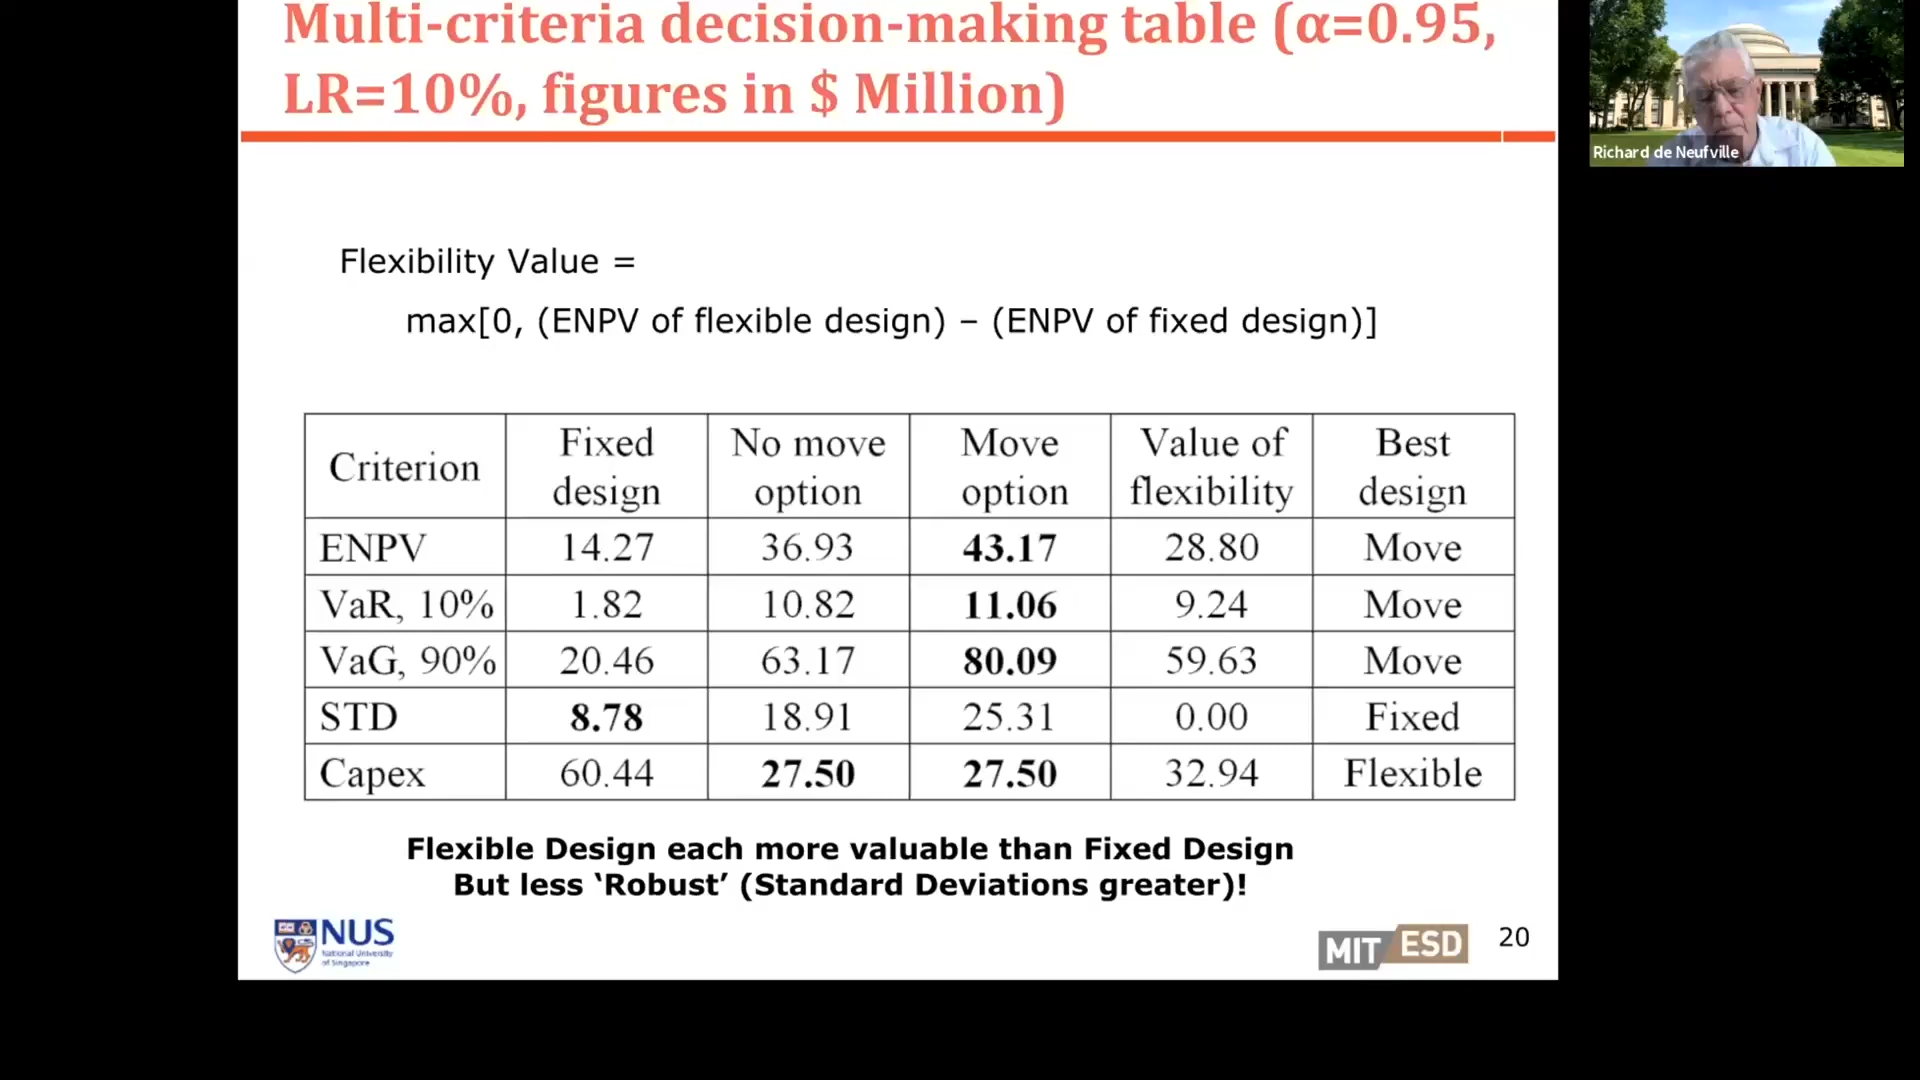 Multi-criteria decision-making table (α=0.95,
LR=10%, figures in $ Million)
Richard de Neufville
Flexibility Value =
max[0, (ENPV of flexible design) – (ENPV of fixed design)]
Criterion Fixed design No move option Move option Value of flexibility Best design
ENPV 14.27 36.93 43.17 28.80 Move
VaR, 10% 1.82 10.82 11.06 9.24 Move
VaG, 90% 20.46 63.17 80.09 59.63 Move
STD 8.78 18.91 25.31 0.00 Fixed
Capex 60.44 27.50 27.50 32.94 Flexible
Flexible Design each more valuable than Fixed Design
But less ‘Robust’ (Standard Deviations greater)!
NUS
National University
of Singapore
MIT ESD
20